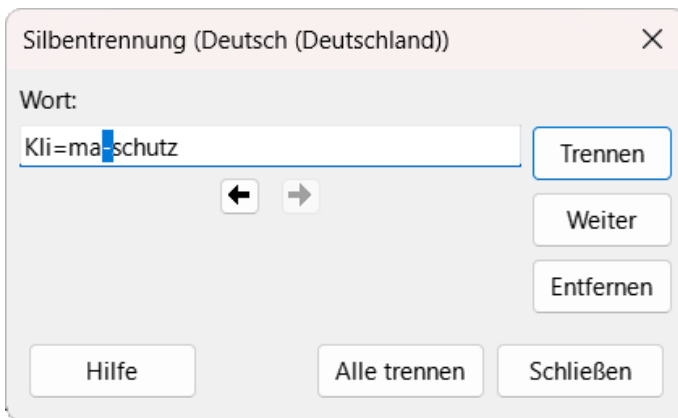 Silbentrennung (Deutsch (Deutschland))
Wort:
Kli=ma-schutz
Trennen
Weiter
Entfernen
Hilfe
Alle trennen
Schließen